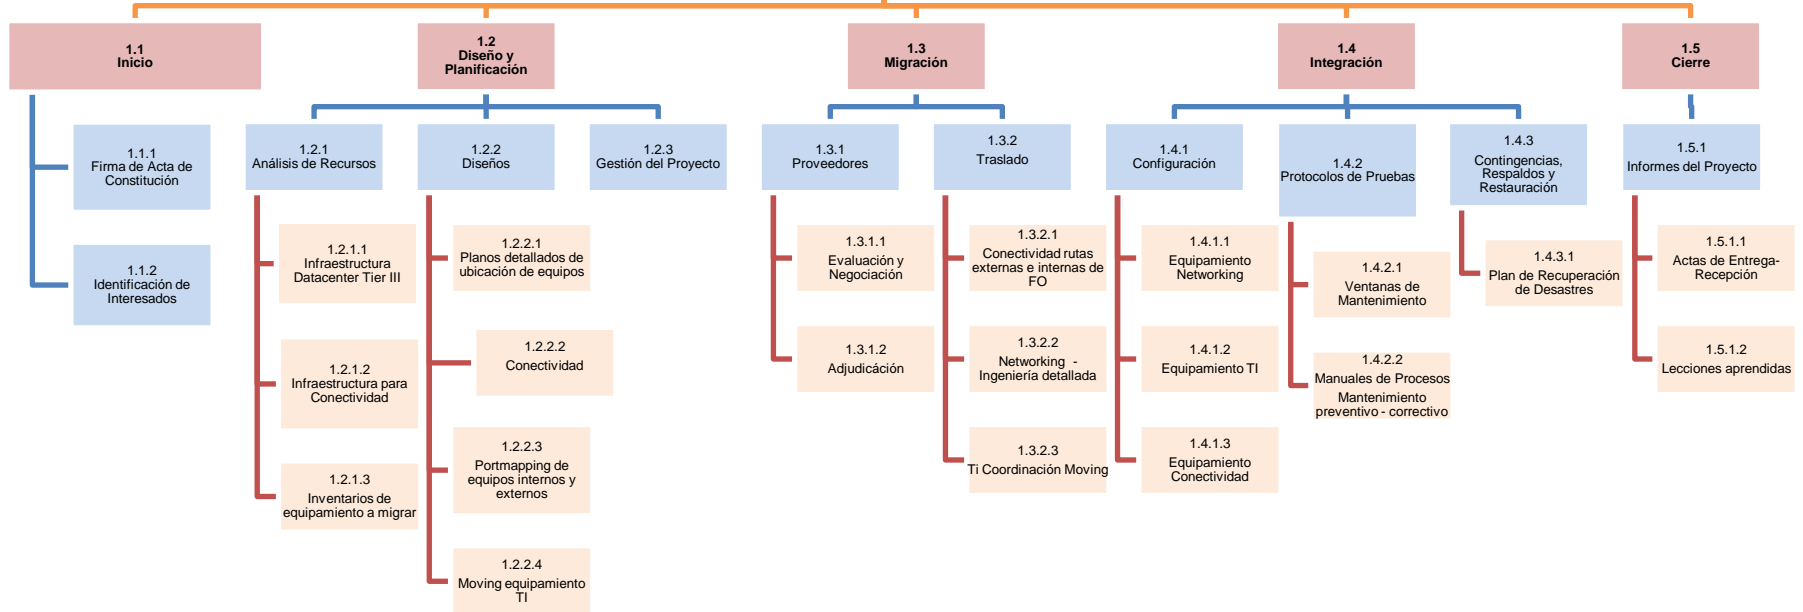 1.1
Inicio
1.2
Diseño y
Planificación
1.3
Migración
1.4
Integración
1.5
Cierre
1.1.1
Firma de Acta de
Constitución
1.1.2
Identificación de
Interesados
1.2.1
Análisis de Recursos
1.2.1.1
Infraestructura
Datacenter Tier III
1.2.1.2
Infraestructura para
Conectividad
1.2.1.3
Inventarios de
equipamiento a migrar
1.2.2
Diseños
1.2.2.1
Planos detallados de
ubicación de equipos
1.2.2.2
Conectividad
1.2.2.3
Portmapping de
equipos internos y
externos
1.2.2.4
Moving equipamiento
TI
1.2.3
Gestión del Proyecto
1.3.1
Proveedores
1.3.1.1
Evaluación y
Negociación
1.3.1.2
Adjudicáción
1.3.2
Traslado
1.3.2.1
Conectividad rutas
externas e internas de
FO
1.3.2.2
Networking -
Ingeniería detallada
1.3.2.3
Ti Coordinación Moving
1.4.1
Configuración
1.4.1.1
Equipamiento
Networking
1.4.1.2
Equipamiento TI
1.4.1.3
Equipamiento
Conectividad
1.4.2
Protocolos de Pruebas
1.4.2.1
Ventanas de
Mantenimiento
1.4.2.2
Manuales de Procesos
Mantenimiento
preventivo - correctivo
1.4.3
Contingencias,
Respaldos y
Restauración
1.4.3.1
Plan de Recuperación
de Desastres
1.5.1
Informes del Proyecto
1.5.1.1
Actas de Entrega-
Recepción
1.5.1.2
Lecciones aprendidas